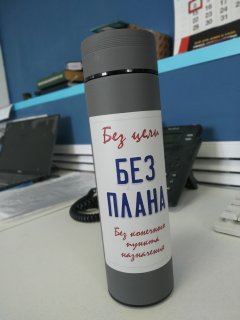 Без цели
БЕЗ
ПЛАНА
Без конечного
пункта
назначения